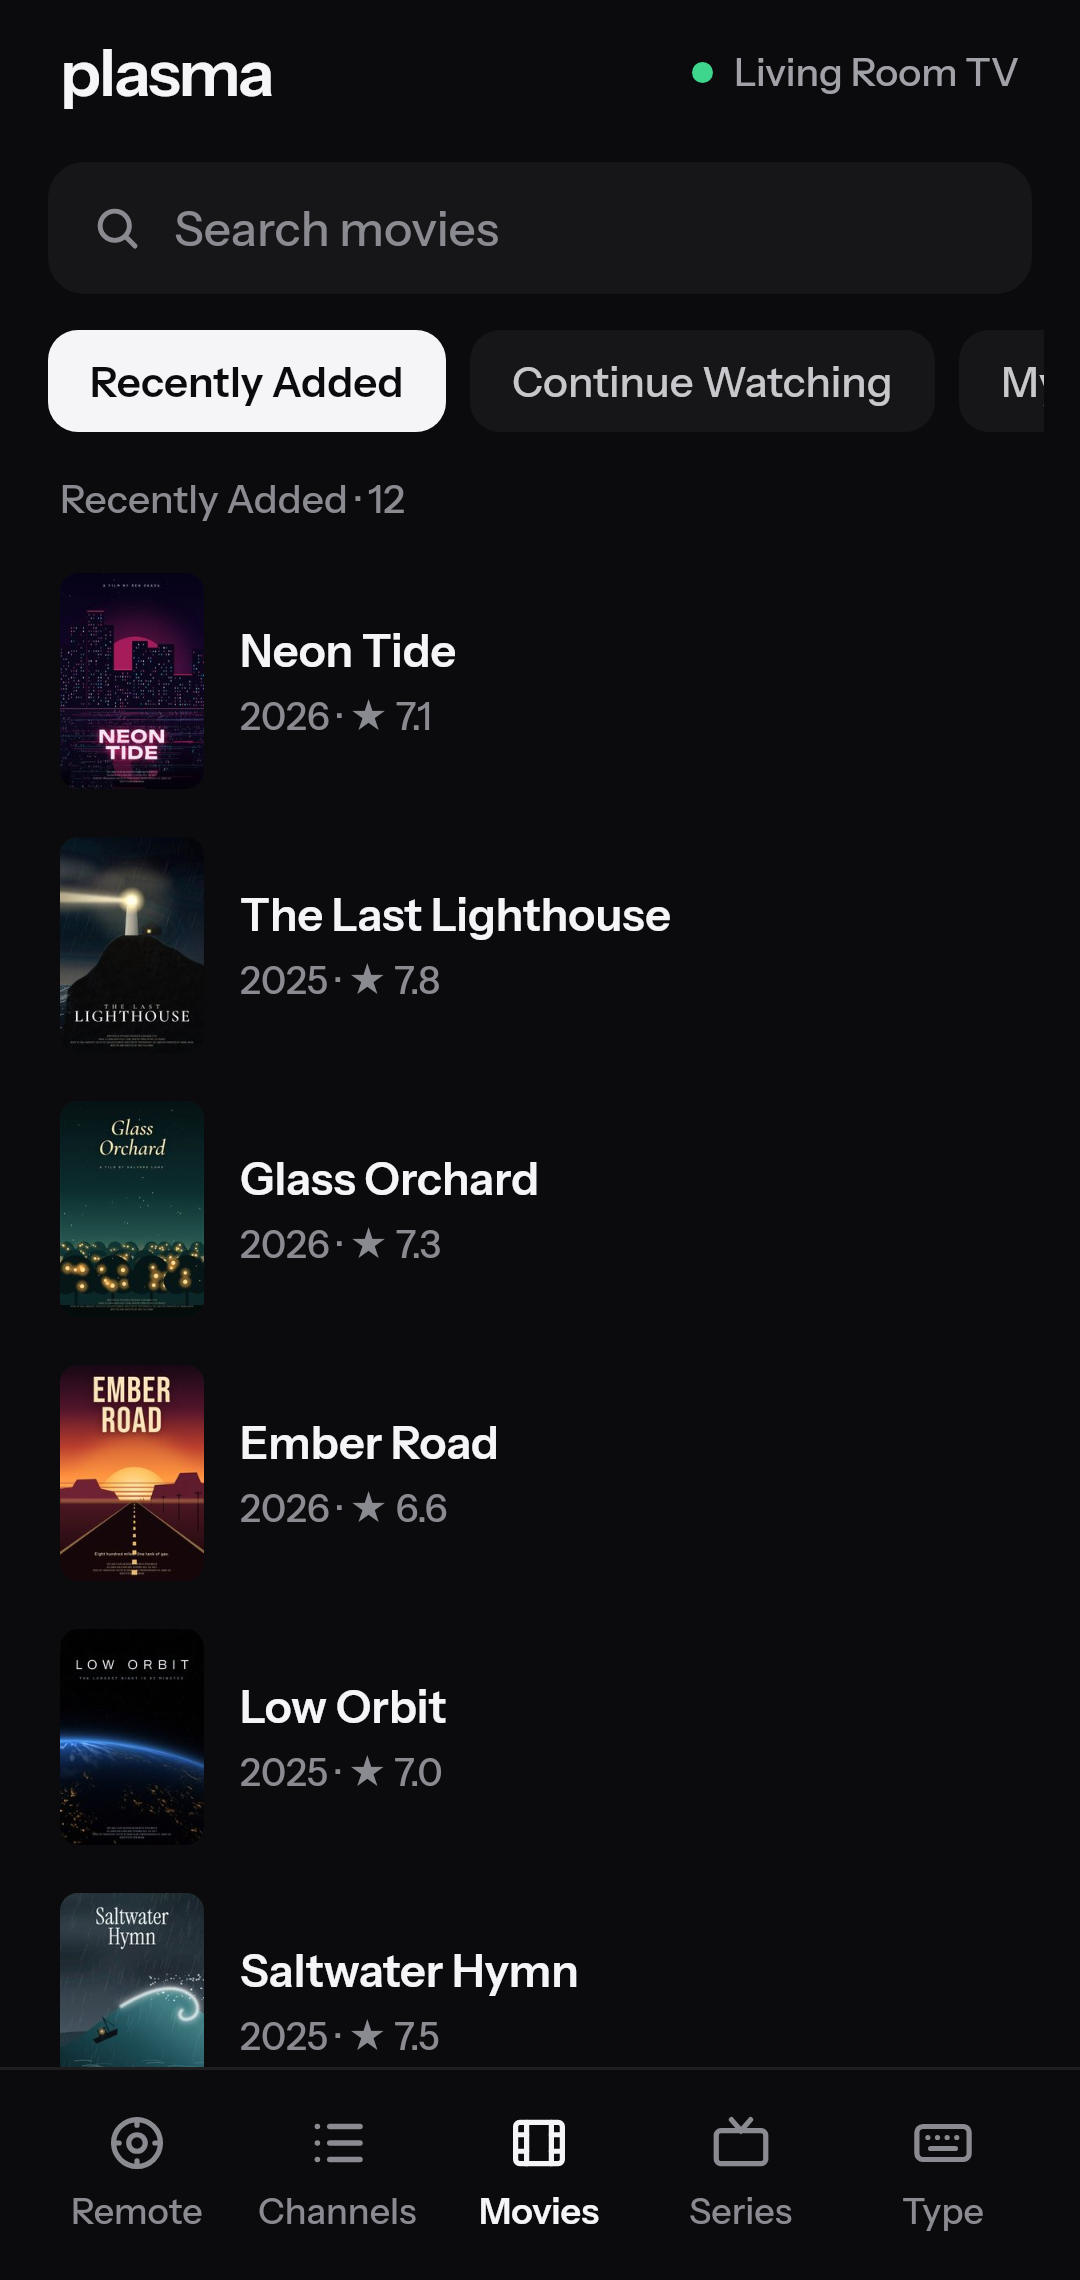 plasma
Living Room TV
Search movies
Recently Added
Continue Watching
My
Recently Added · 12
NEON
TIDE
Neon Tide
2026 · ★ 7.1
THE LAST
LIGHTHOUSE
The Last Lighthouse
2025 · ★ 7.8
Glass
Orchard
Glass Orchard
2026 · ★ 7.3
EMBER
ROAD
Ember Road
2026 · ★ 6.6
LOW ORBIT
Low Orbit
2025 · ★ 7.0
Saltwater
Hymn
Saltwater Hymn
2025 · ★ 7.5
Remote
Channels
Movies
Series
Type